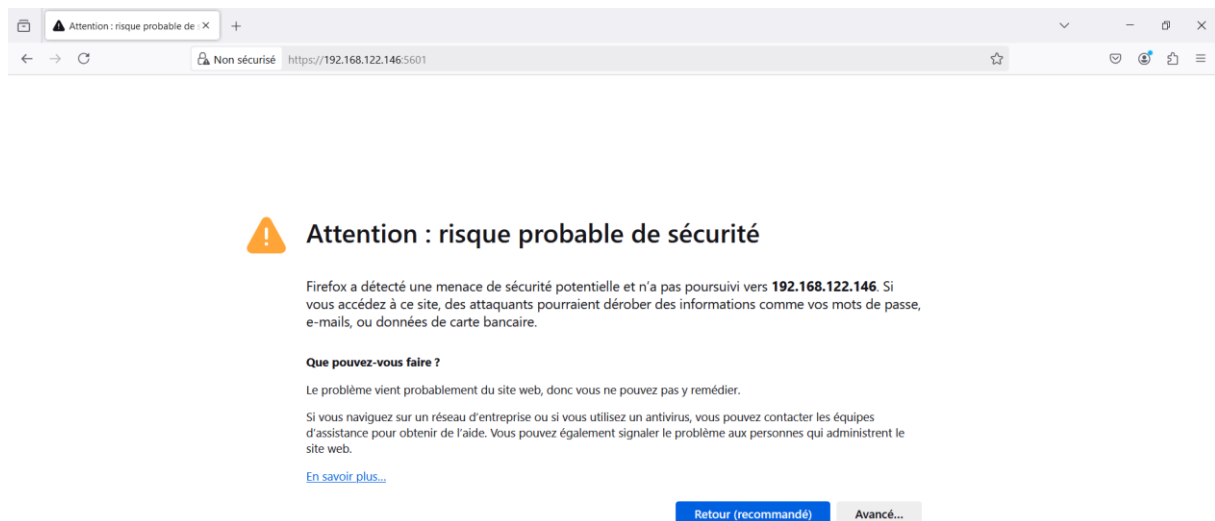 Attention : risque probable de s
Non sécurisé https://192.168.122.146:5601
Attention : risque probable de sécurité
Firefox a détecté une menace de sécurité potentielle et n'a pas poursuivi vers 192.168.122.146. Si
vous accédez à ce site, des attaquants pourraient dérober des informations comme vos mots de passe,
e-mails, ou données de carte bancaire.
Que pouvez-vous faire ?
Le problème vient probablement du site web, donc vous ne pouvez pas y remédier.
Si vous naviguez sur un réseau d'entreprise ou si vous utilisez un antivirus, vous pouvez contacter les équipes
d'assistance pour obtenir de l'aide. Vous pouvez également signaler le problème aux personnes qui administrent le
site web.
En savoir plus...
Retour (recommandé) Avancé...